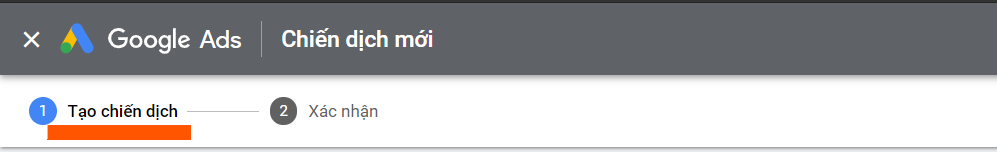 Google Ads Chiến dịch mới
1 Tạo chiến dịch 2 Xác nhận